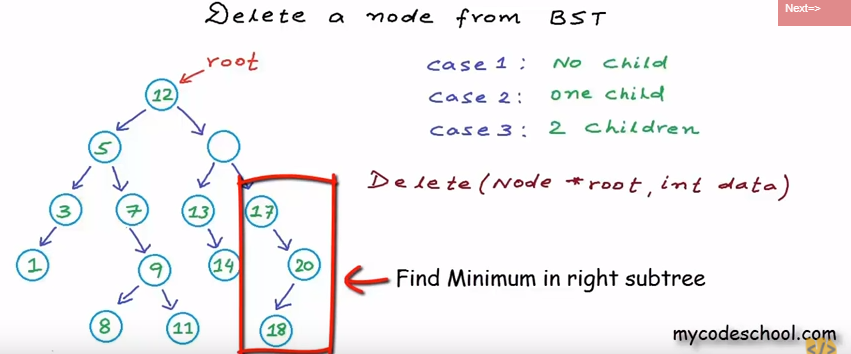 Delete a node from BST
Next=>
root
case 1: No child
case 2: one child
case 3: 2 children
12
5
3
7
13
17
Delete(Node *root, int data)
1
9
14
20
Find Minimum in right subtree
8
11
18
mycodeschool.com
</>